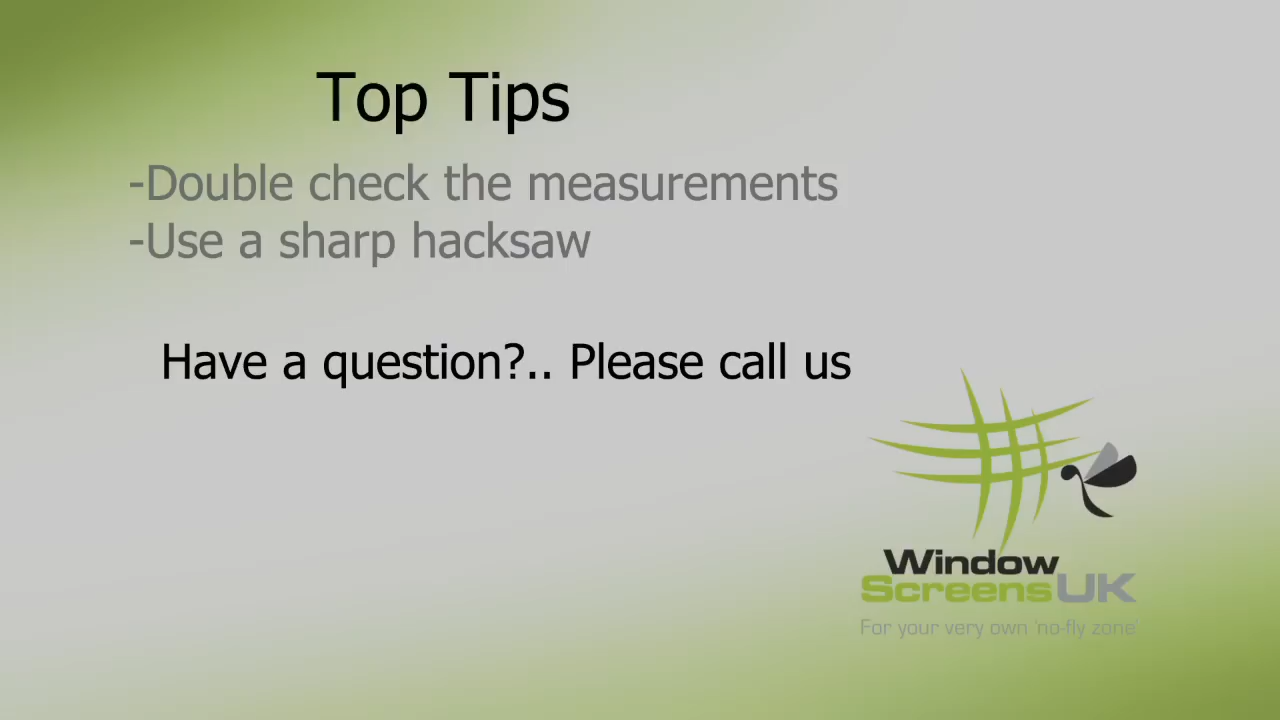 Top Tips
-Double check the measurements
-Use a sharp hacksaw
Have a question?.. Please call us
Window
ScreensUK
For your very own 'no-fly zone'